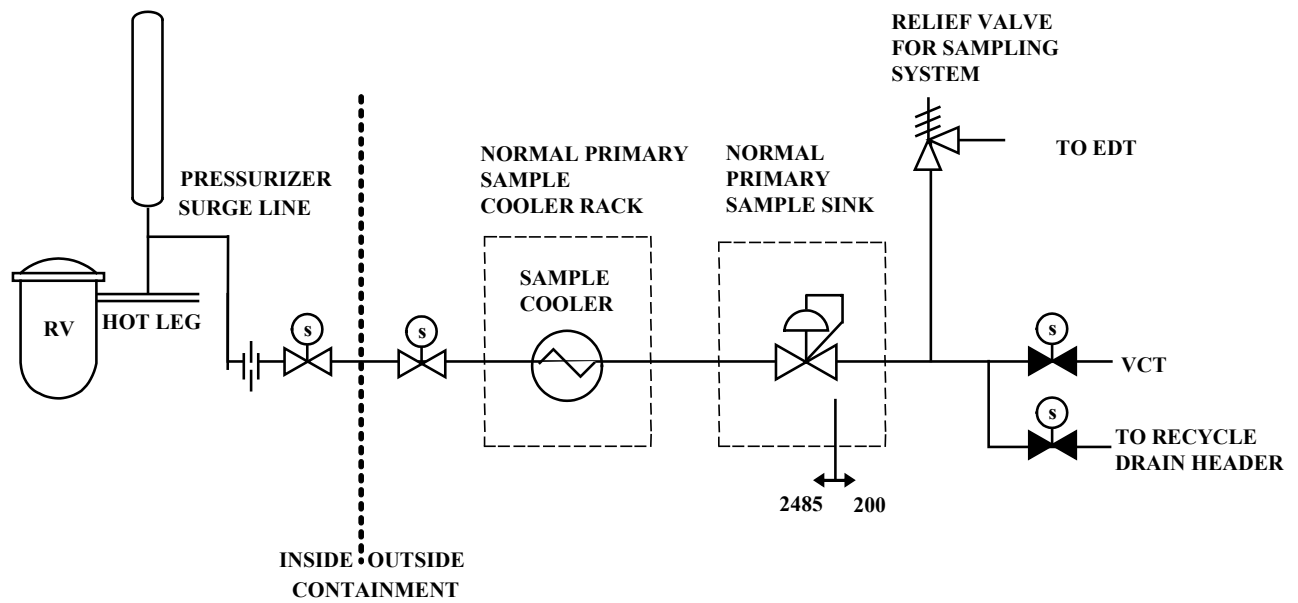 RELIEF VALVE
FOR SAMPLING
SYSTEM
TO EDT
NORMAL PRIMARY
SAMPLE
COOLER RACK
NORMAL
PRIMARY
SAMPLE SINK
PRESSURIZER
SURGE LINE
SAMPLE
COOLER
RV
HOT LEG
s
s
s
VCT
s
TO RECYCLE
DRAIN HEADER
2485
200
INSIDE
OUTSIDE
CONTAINMENT